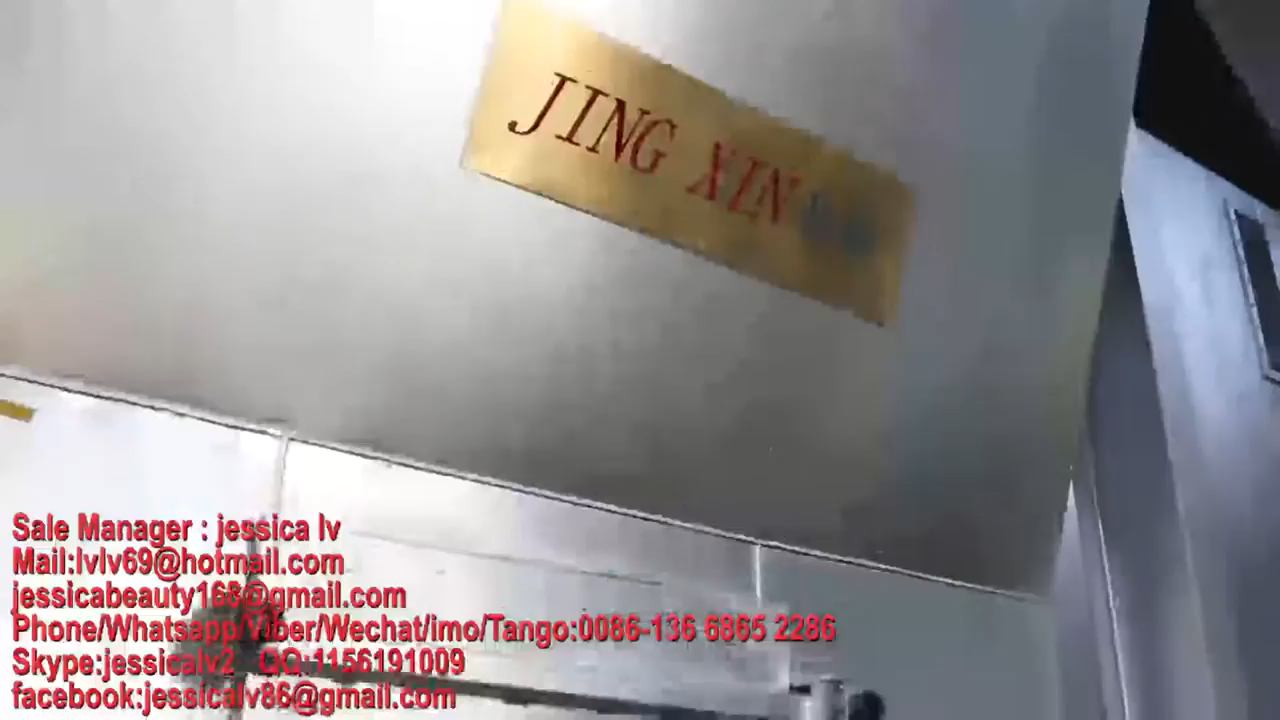 JING XIN
Sale Manager : jessica lv
Mail:lvlv69@hotmail.com
jessicabeauty168@gmail.com
Phone/Whatsapp/Viber/Wechat/imo/Tango:0086-136 6865 2286
Skype:jessicalv2 QQ:1156191009
facebook:jessicalv86@gmail.com